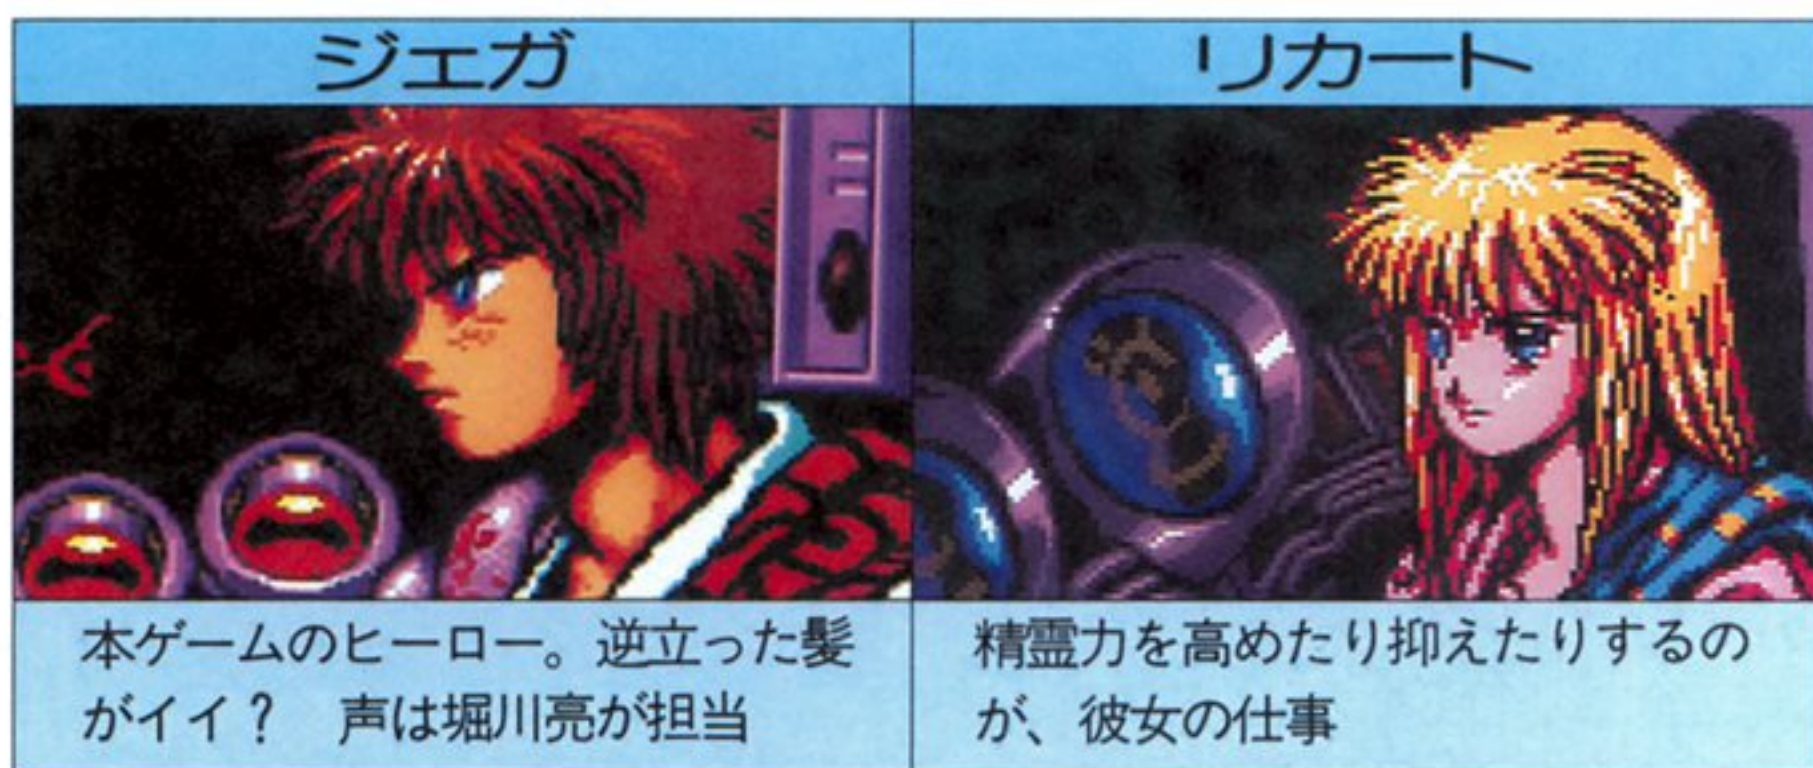 ジェガ
リカート
本ゲームのヒーロー。逆立った髪
がイイ？　声は堀川亮が担当
精霊力を高めたり抑えたりするの
が、彼女の仕事